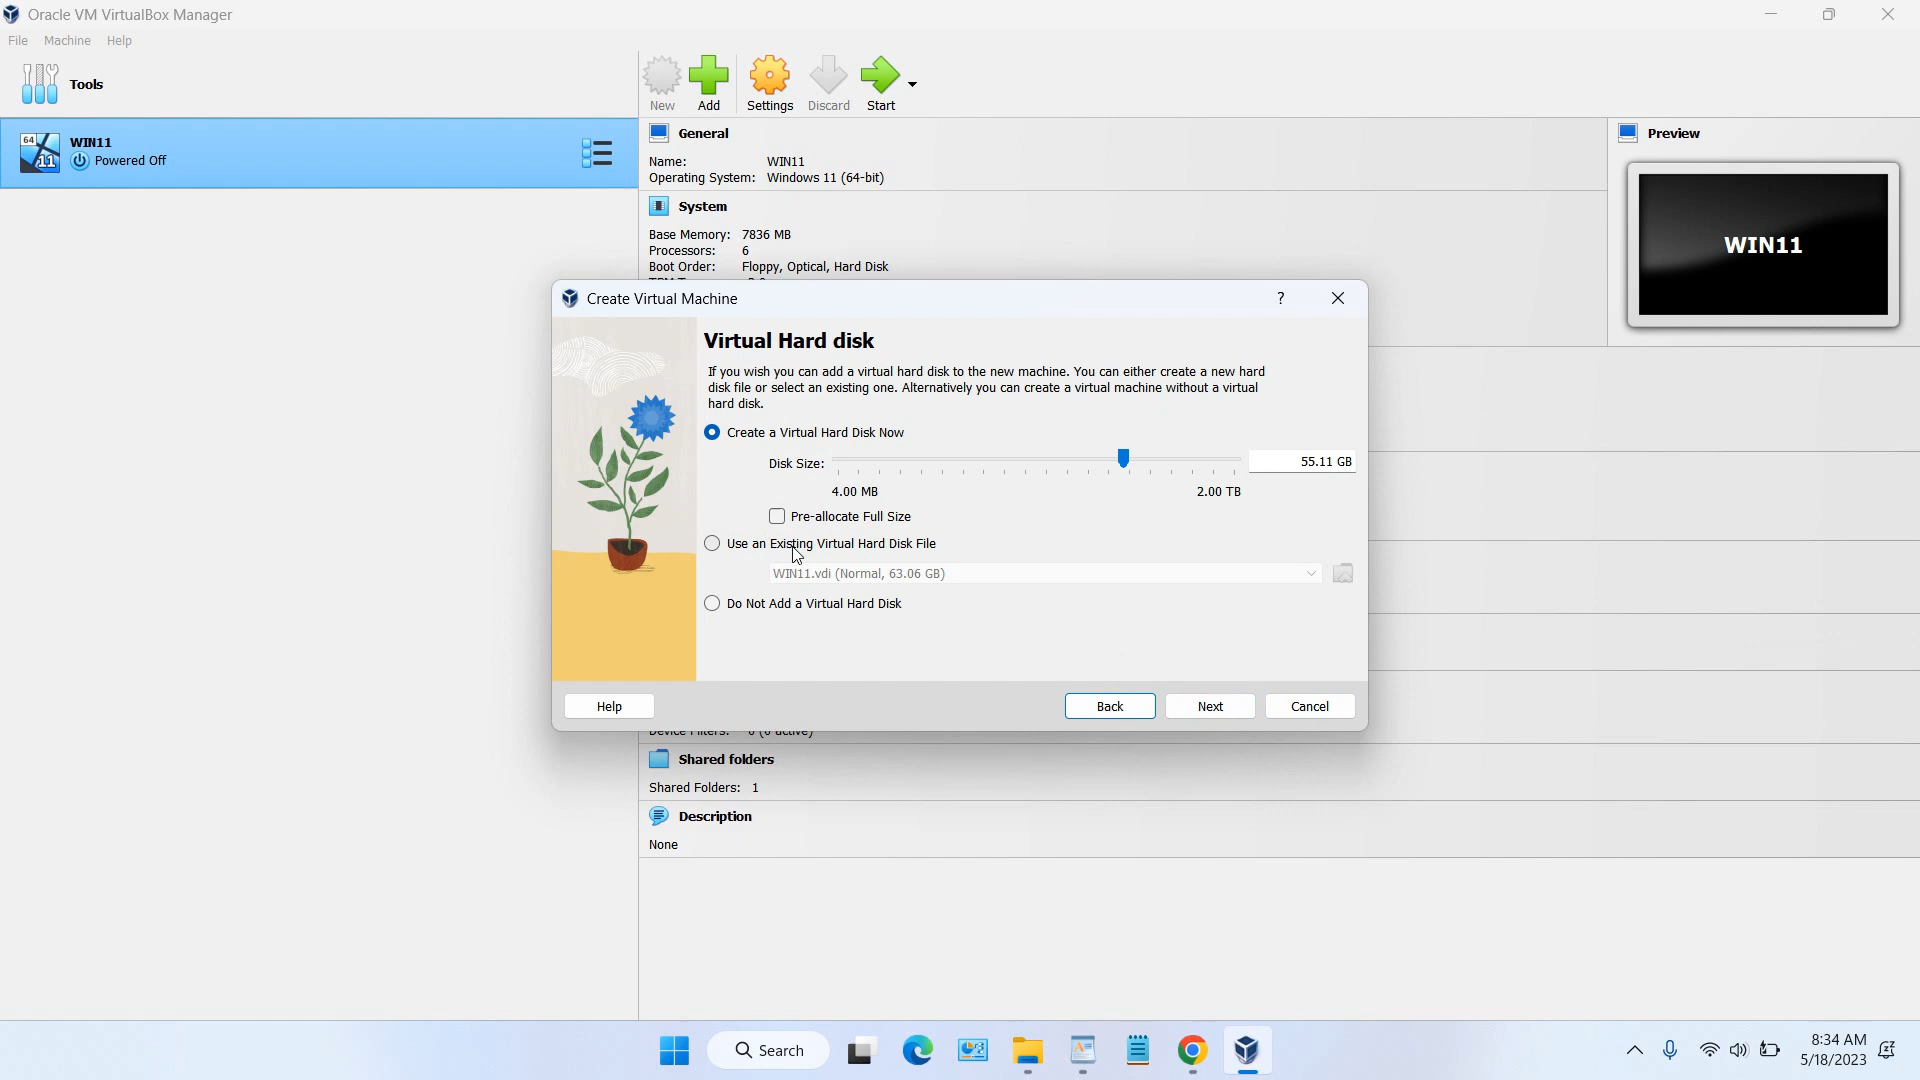 Oracle VM VirtualBox Manager
File Machine Help
Tools
New Add Settings Discard Start
64
11
WIN11
Powered Off
General
Name: WIN11
Operating System: Windows 11 (64-bit)
Preview
WIN11
System
Base Memory: 7836 MB
Processors: 6
Boot Order: Floppy, Optical, Hard Disk
Create Virtual Machine
?
Virtual Hard disk
If you wish you can add a virtual hard disk to the new machine. You can either create a new hard
disk file or select an existing one. Alternatively you can create a virtual machine without a virtual
hard disk.
Create a Virtual Hard Disk Now
Disk Size: 55.11 GB
4.00 MB 2.00 TB
Pre-allocate Full Size
Use an Existing Virtual Hard Disk File
WIN11.vdi (Normal, 63.06 GB)
Do Not Add a Virtual Hard Disk
Help Back Next Cancel
Shared folders
Shared Folders: 1
Description
None
Search
8:34 AM
5/18/2023